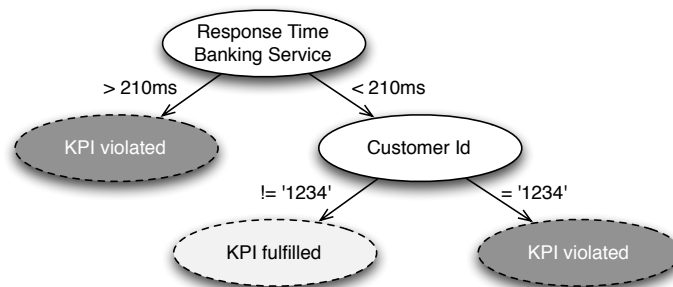 Response Time
Banking Service
> 210ms
< 210ms
KPI violated
Customer Id
!= '1234'
= '1234'
KPI fulfilled
KPI violated